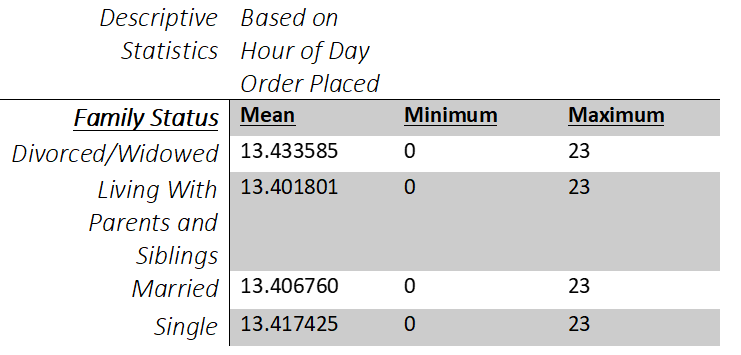 Descriptive Based on
Statistics Hour of Day
Order Placed
Family Status Mean Minimum Maximum
Divorced/Widowed 13.433585 0 23
Living With 13.401801 0 23
Parents and
Siblings
Married 13.406760 0 23
Single 13.417425 0 23